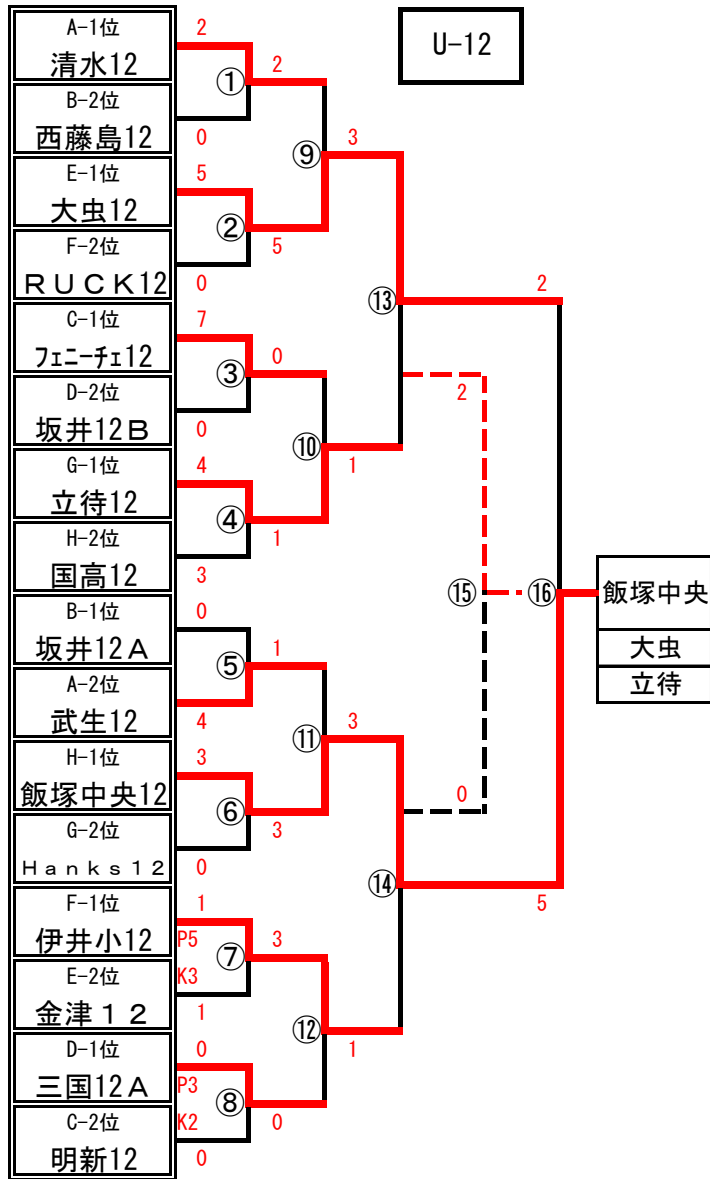 U-12
A-1位
清水12
B-2位
西藤島12
E-1位
大虫12
F-2位
ＲＵＣＫ12
C-1位
ﾌｪﾆｰﾁｪ12
D-2位
坂井12Ｂ
G-1位
立待12
H-2位
国高12
B-1位
坂井12Ａ
A-2位
武生12
H-1位
飯塚中央12
G-2位
Ｈａｎｋｓ１２
F-1位
伊井小12
E-2位
金津１２
D-1位
三国12Ａ
C-2位
明新12
2
①
0
5
②
0
7
③
0
4
④
3
0
⑤
4
3
⑥
0
1
P5
⑦
K3
1
0
P3
⑧
K2
0
2
⑨
5
0
⑩
1
1
⑪
3
3
⑫
0
3
⑬
1
3
⑭
1
2
⑮
0
2
⑯
5
飯塚中央
大虫
立待